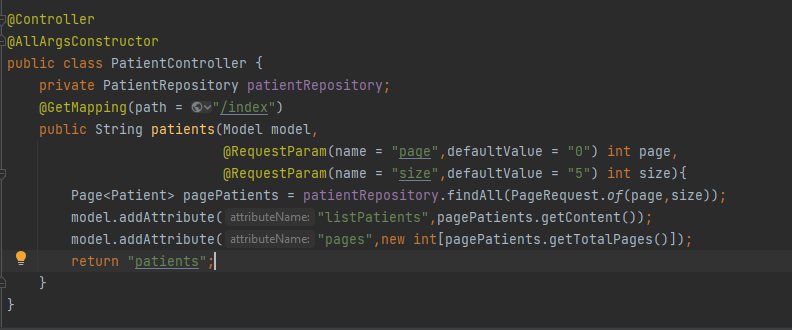 @Controller
@AllArgsConstructor
public class PatientController {
    private PatientRepository patientRepository;
    @GetMapping(path = "/index")
    public String patients(Model model,
                           @RequestParam(name = "page",defaultValue = "0") int page,
                           @RequestParam(name = "size",defaultValue = "5") int size){
        Page<Patient> pagePatients = patientRepository.findAll(PageRequest.of(page,size));
        model.addAttribute( attributeName: "listPatients",pagePatients.getContent());
        model.addAttribute( attributeName: "pages",new int[pagePatients.getTotalPages()]);
        return "patients";
    }
}